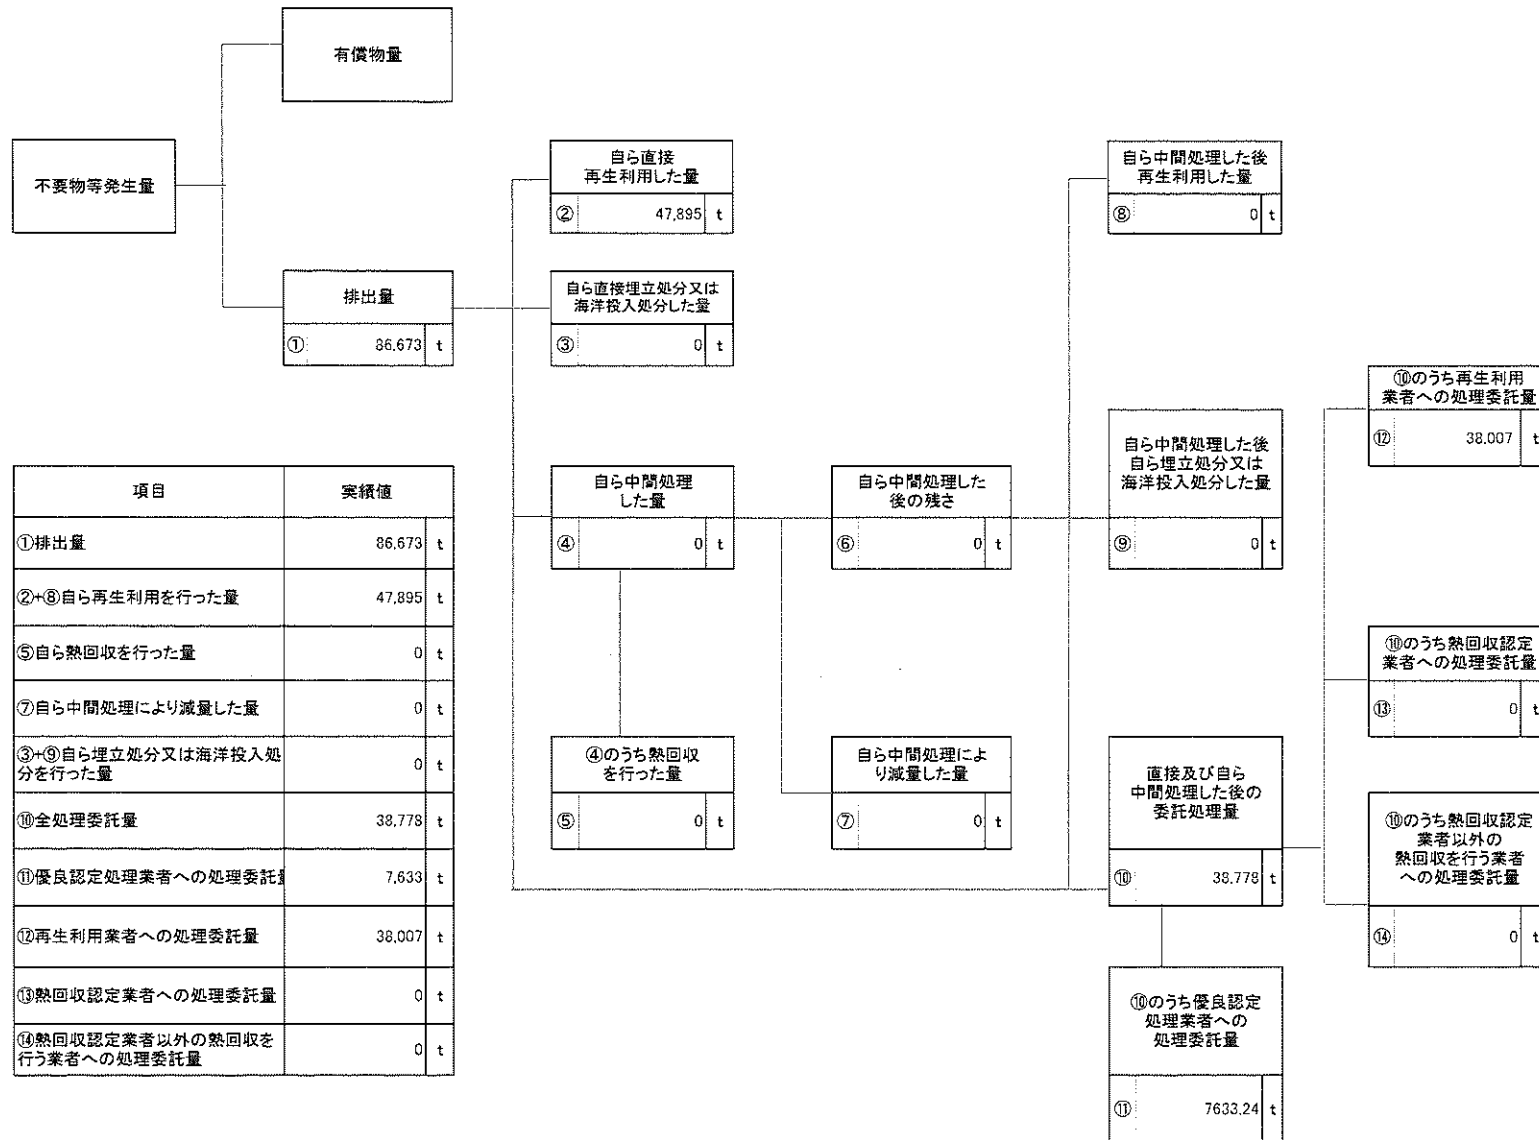 有償物量
不要物等発生量
排出量
① 86,673 t
自ら直接
再生利用した量
② 47,895 t
自ら直接埋立処分又は
海洋投入処分した量
③ 0 t
自ら中間処理した後
再生利用した量
⑧ 0 t
自ら中間処理
した量
④ 0 t
自ら中間処理した
後の残さ
⑥ 0 t
自ら中間処理した後
自ら埋立処分又は
海洋投入処分した量
⑨ 0 t
④のうち熱回収
を行った量
⑤ 0 t
自ら中間処理によ
り減量した量
⑦ 0 t
直接及び自ら
中間処理した後の
委託処理量
⑩ 38,778 t
⑩のうち優良認定
処理業者への
処理委託量
⑪ 7633.24 t
⑩のうち再生利用
業者への処理委託量
⑫ 38,007 t
⑩のうち熱回収認定
業者への処理委託量
⑬ 0 t
⑩のうち熱回収認定
業者以外の
熱回収を行う業者
への処理委託量
⑭ 0 t
項目 実績値
①排出量 86,673 t
②+⑧自ら再生利用を行った量 47,895 t
⑤自ら熱回収を行った量 0 t
⑦自ら中間処理により減量した量 0 t
③+⑨自ら埋立処分又は海洋投入処
分を行った量 0 t
⑩全処理委託量 38,778 t
⑪優良認定処理業者への処理委託量 7,633 t
⑫再生利用業者への処理委託量 38,007 t
⑬熱回収認定業者への処理委託量 0 t
⑭熱回収認定業者以外の熱回収を
行う業者への処理委託量 0 t